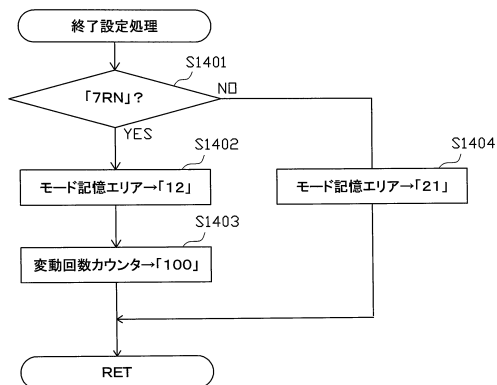 終了設定処理
S1401
「7RN」?
NO
YES
S1402
モード記憶エリア→「12」
S1404
モード記憶エリア→「21」
S1403
変動回数カウンタ→「100」
RET